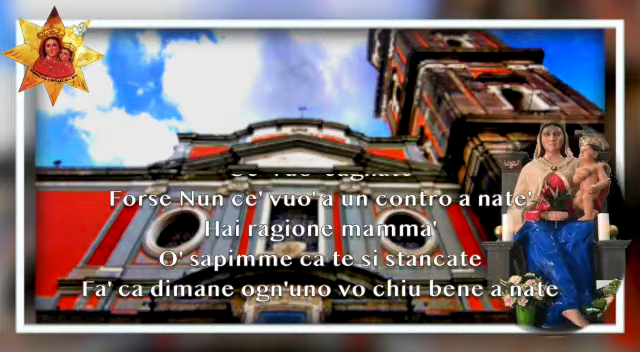 Forse Nun ce' vuo' a un contro a nate'
Hai ragione mamma'
O' sapimme ca te si stancate
Fa' ca dimane ogn'uno vo chiu bene a nate